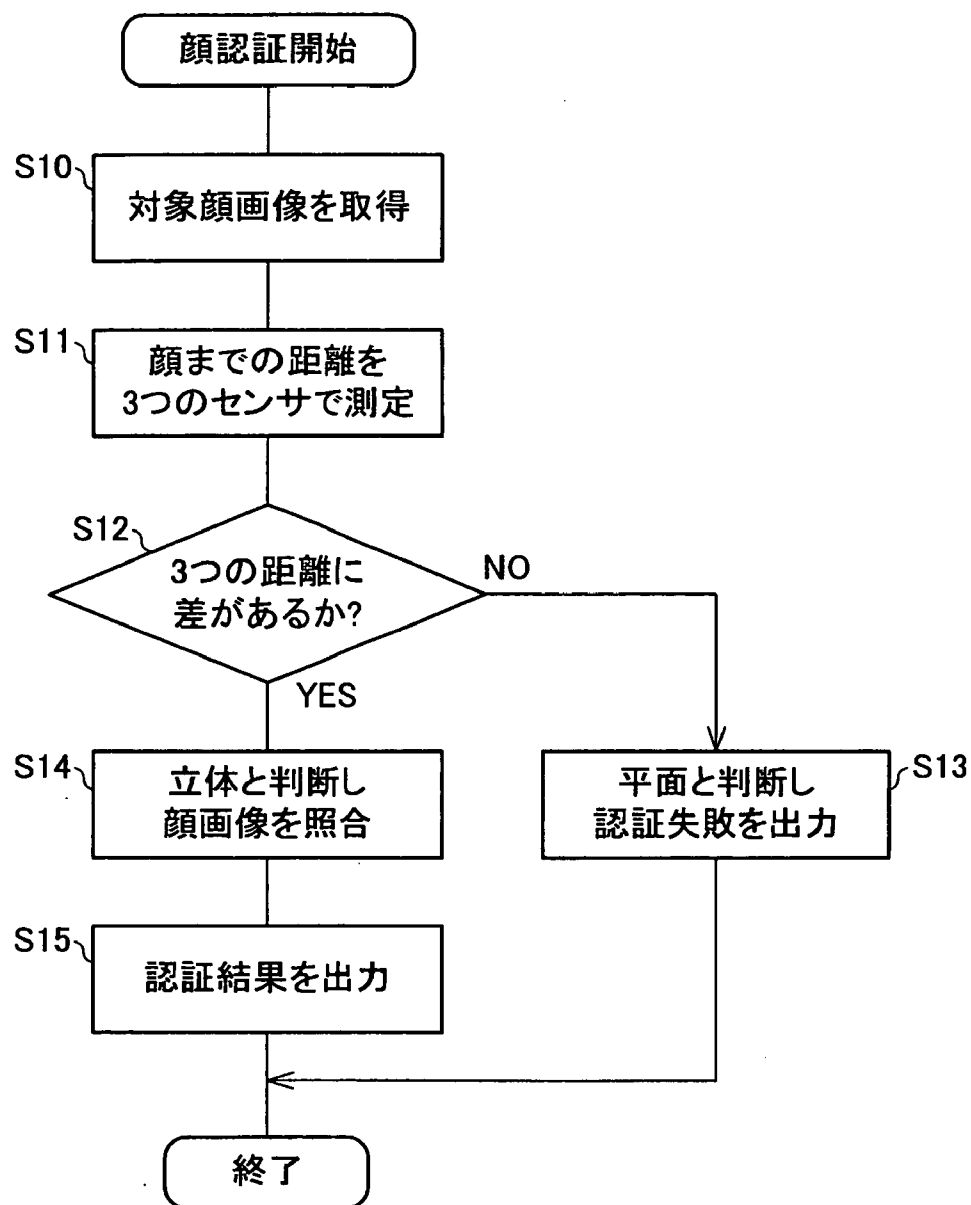 顔認証開始
S10
対象顔画像を取得
S11
顔までの距離を
3つのセンサで測定
S12
3つの距離に
差があるか?
NO
YES
S14
立体と判断し
顔画像を照合
平面と判断し
認証失敗を出力
S13
S15
認証結果を出力
終了